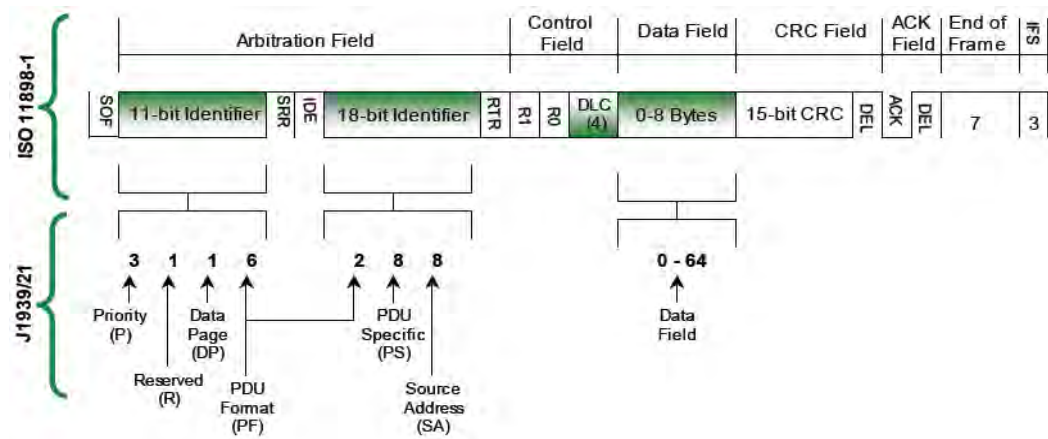 ISO 11898-1
Arbitration Field
Control
Field
Data Field
CRC Field
ACK
Field
End of
Frame
IFS
SOF
11-bit Identifier
SRR
IDE
18-bit Identifier
RTR
R1
R0
DLC
(4)
0-8 Bytes
15-bit CRC
DEL
ACK
DEL
7
3
J1939/21
3 1 1 6
2 8 8
0 - 64
Priority
(P)
Data
Page
(DP)
PDU
Specific
(PS)
Data
Field
Reserved
(R)
PDU
Format
(PF)
Source
Address
(SA)